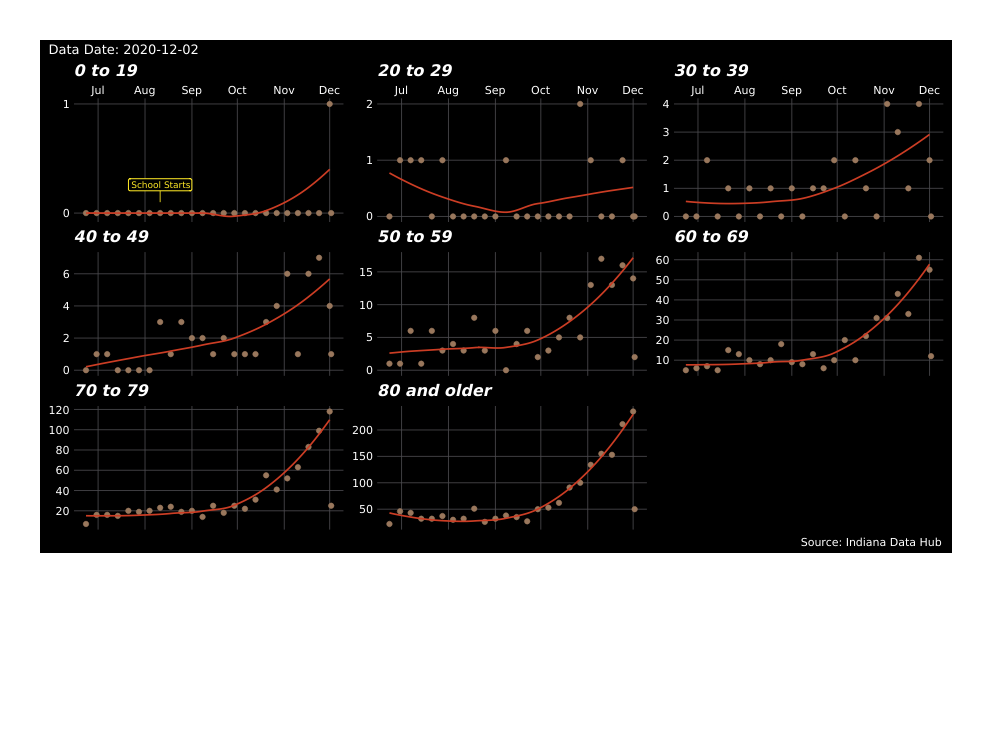 Data Date: 2020-12-02
0 to 19
20 to 29
30 to 39
Jul Aug Sep Oct Nov Dec
Jul Aug Sep Oct Nov Dec
Jul Aug Sep Oct Nov Dec
1
0
School Starts
2
1
0
4
3
2
1
0
40 to 49
50 to 59
60 to 69
6
4
2
0
15
10
5
0
60
50
40
30
20
10
70 to 79
80 and older
120
100
80
60
40
20
200
150
100
50
Source: Indiana Data Hub